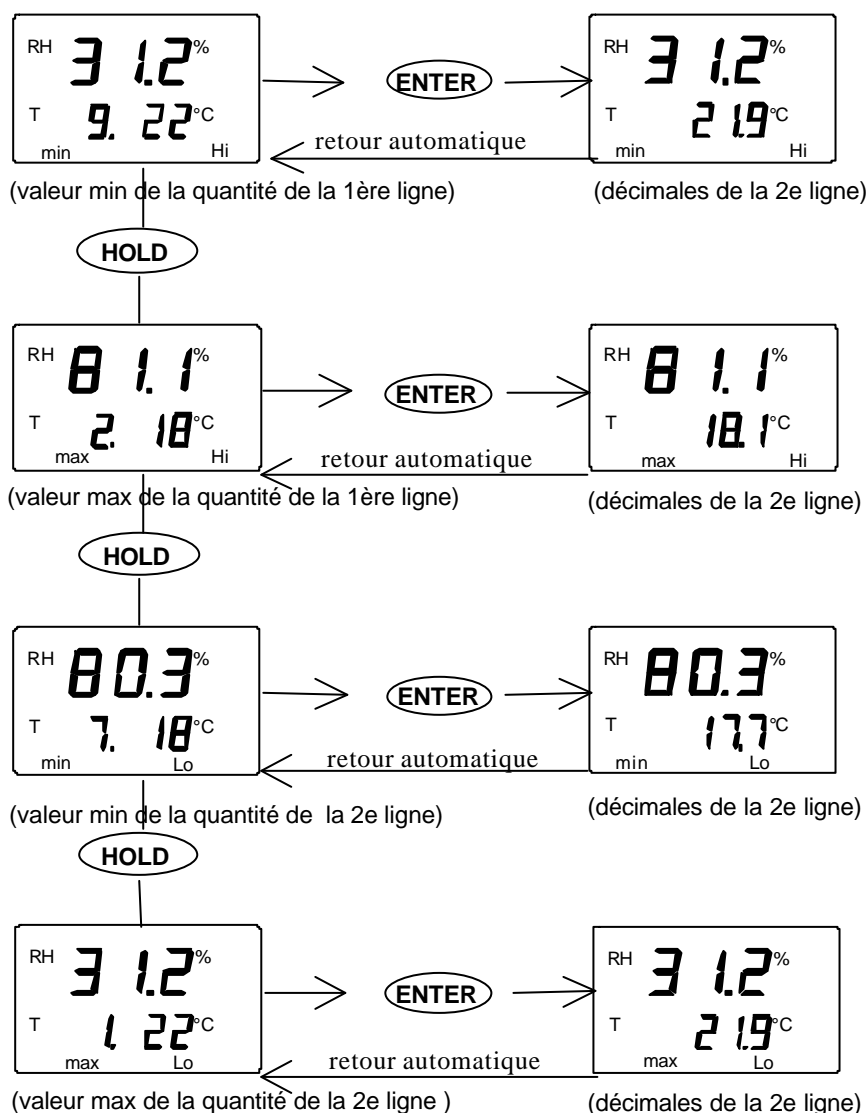 RH 31.2 % RH 31.2 %
ENTER
T 9. 22 °C T 21.9 °C
min Hi retour automatique min Hi
(valeur min de la quantité de la 1ère ligne) (décimales de la 2e ligne)
HOLD
RH 81.1 % RH 81.1 %
ENTER
T 2. 18 °C T 18.1 °C
max Hi retour automatique max Hi
(valeur max de la quantité de la 1ère ligne) (décimales de la 2e ligne)
HOLD
RH 80.3 % RH 80.3 %
ENTER
T 7. 18 °C T 17.7 °C
min Lo retour automatique min Lo
(valeur min de la quantité de la 2e ligne) (décimales de la 2e ligne)
HOLD
RH 31.2 % RH 31.2 %
ENTER
T 1. 22 °C T 21.9 °C
max Lo retour automatique max Lo
(valeur max de la quantité de la 2e ligne ) (décimales de la 2e ligne)